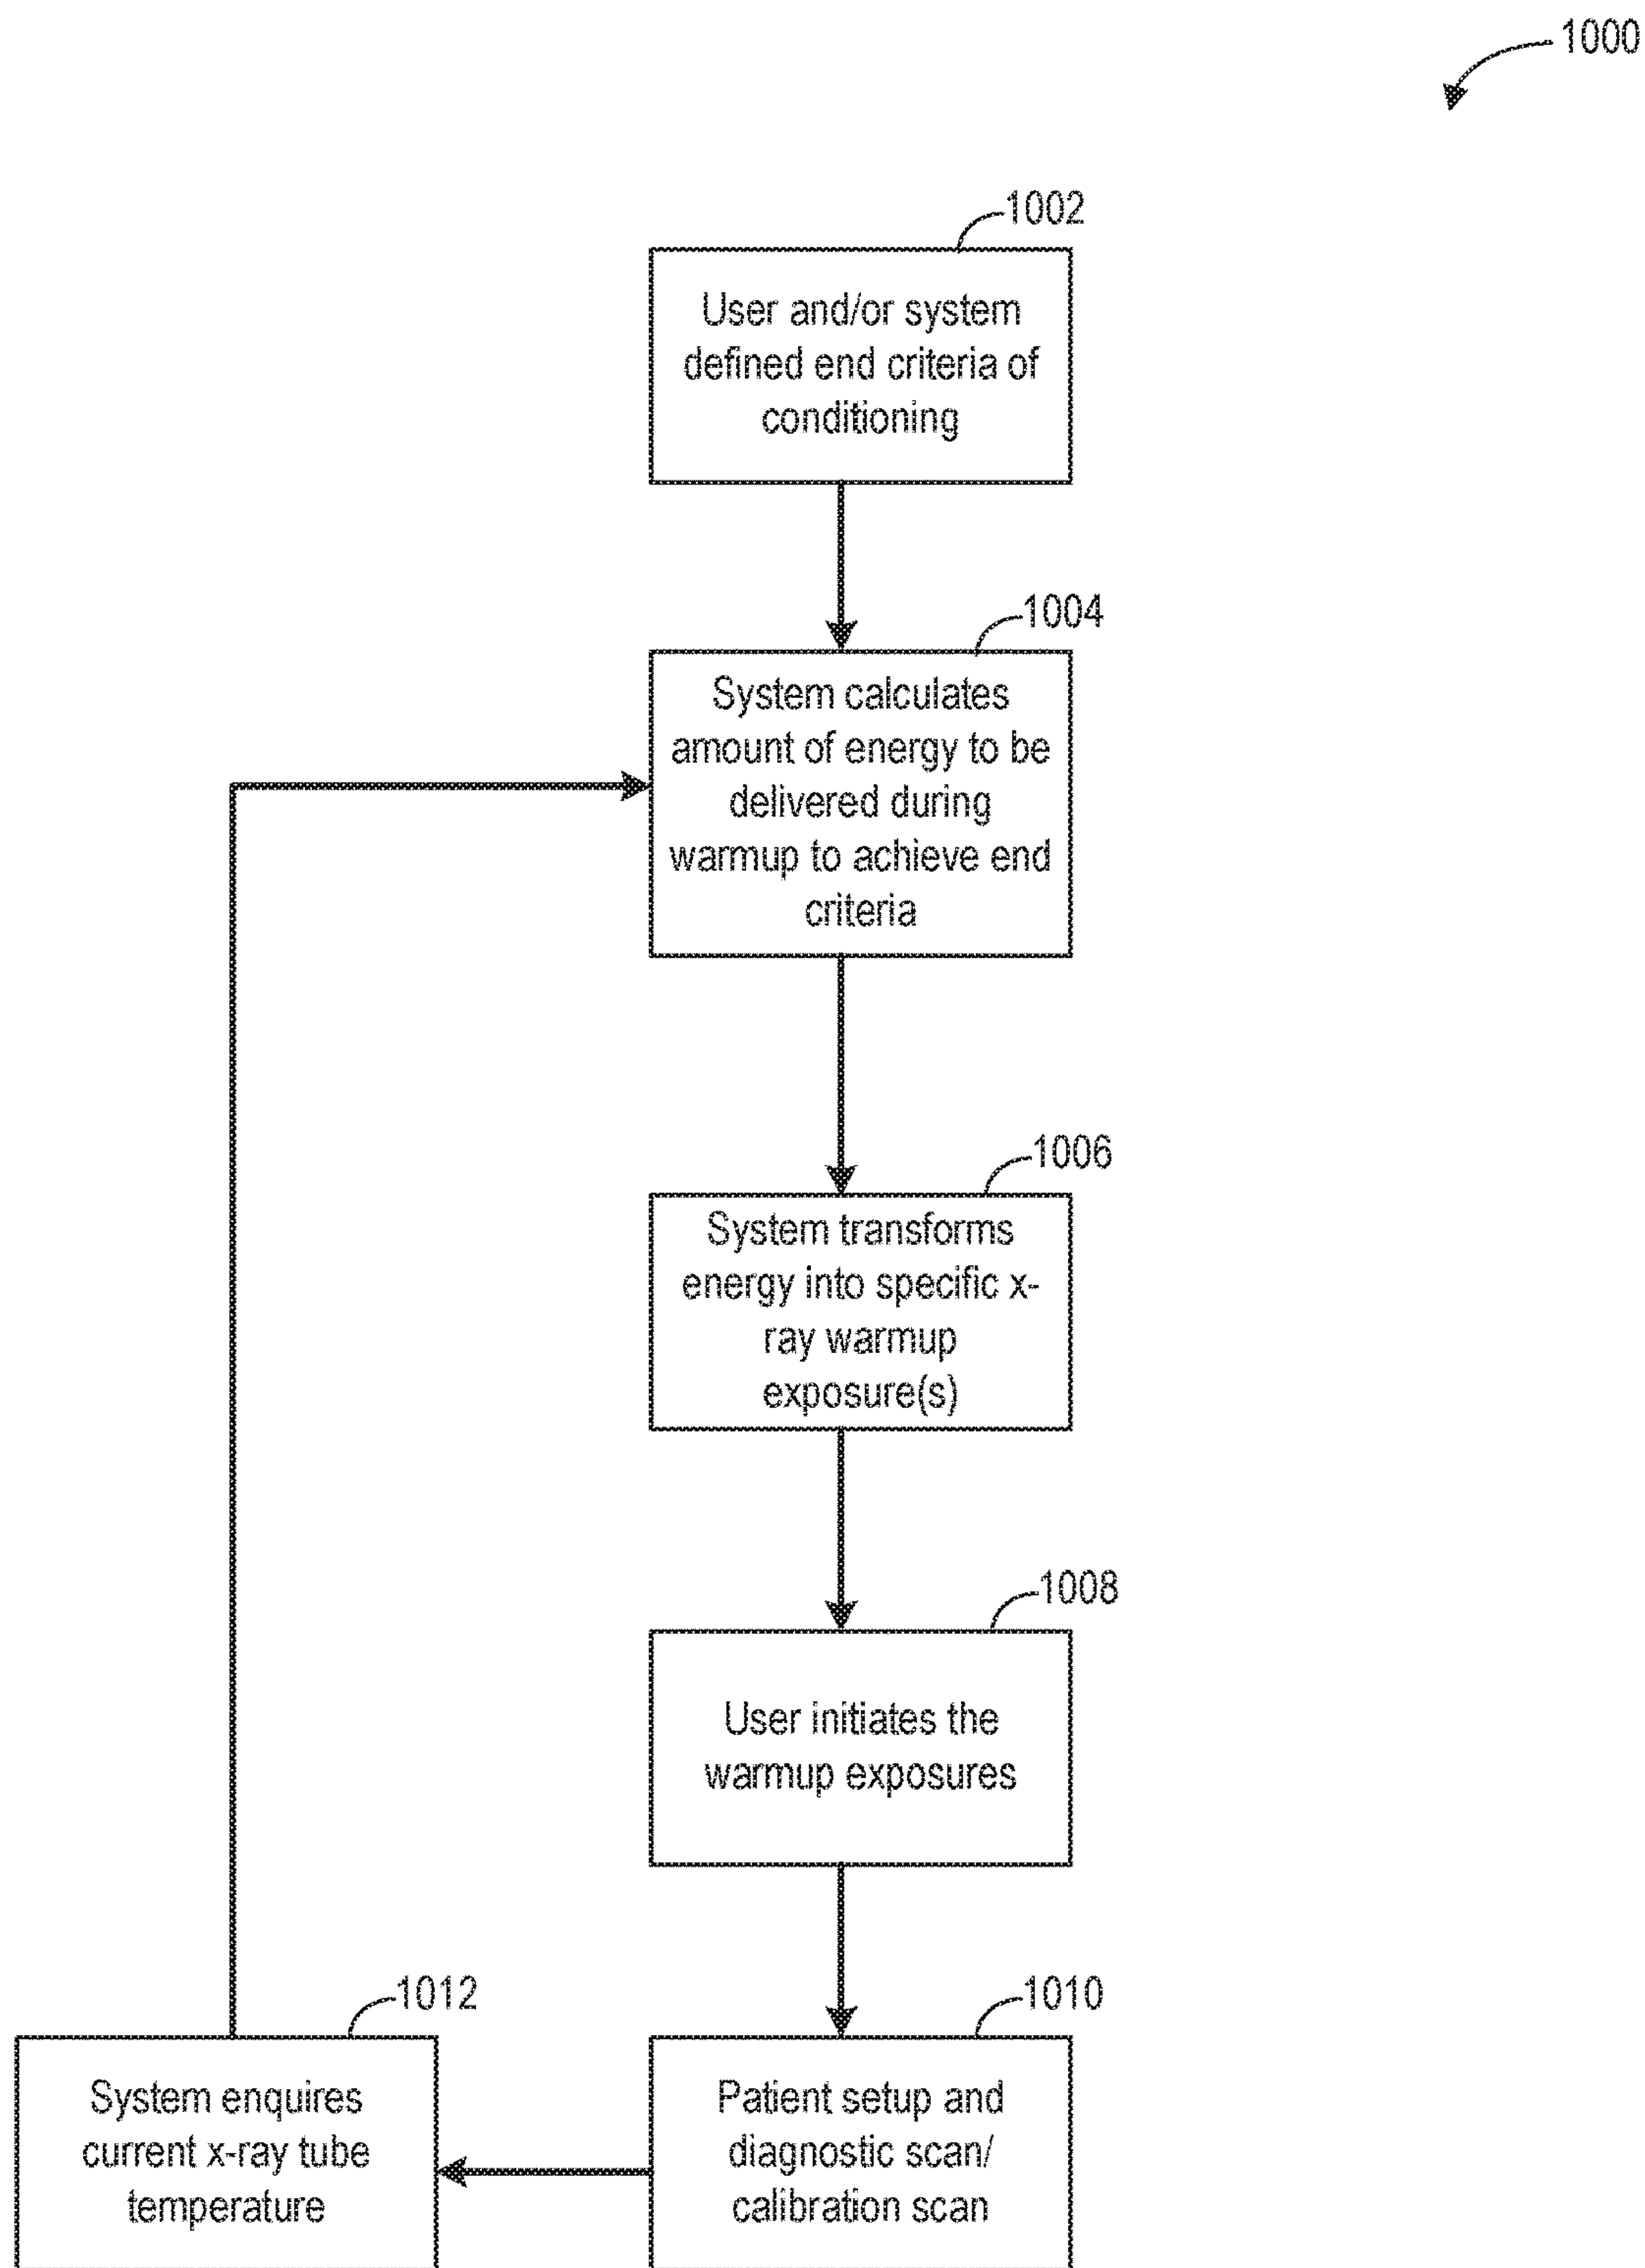 1000
1002
User and/or system
defined end criteria of
conditioning
1004
System calculates
amount of energy to be
delivered during
warmup to achieve end
criteria
1006
System transforms
energy into specific x-
ray warmup
exposure(s)
1008
User initiates the
warmup exposures
1012
System enquires
current x-ray tube
temperature
1010
Patient setup and
diagnostic scan/
calibration scan